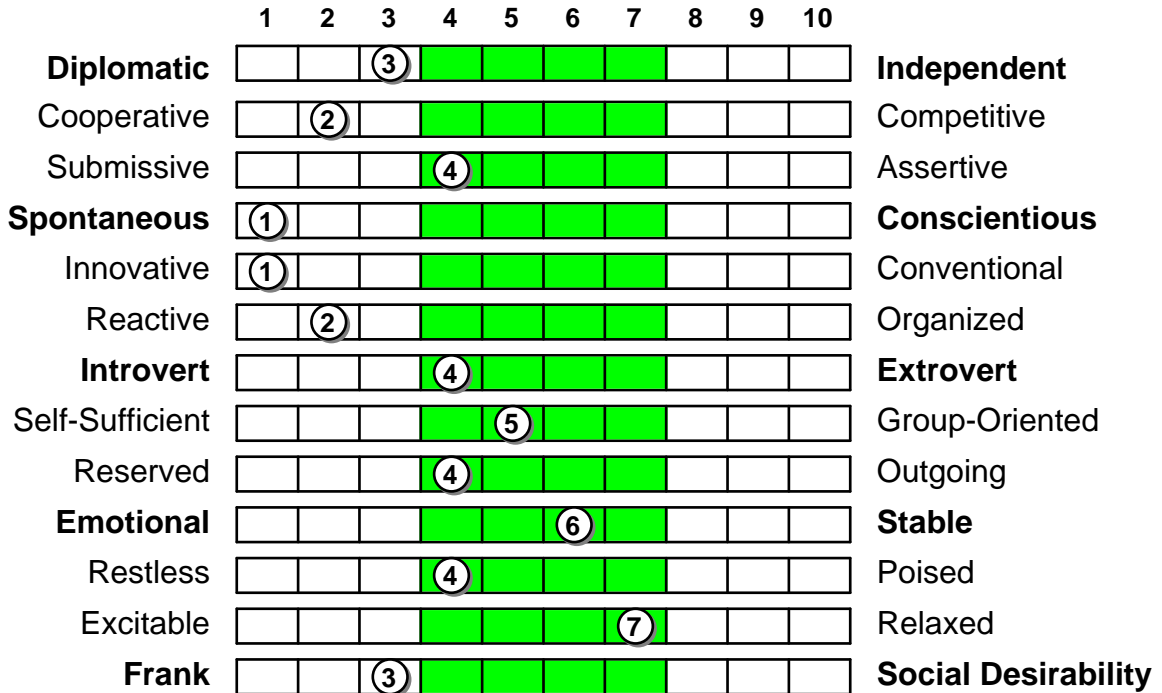 1 2 3 4 5 6 7 8 9 10
Diplomatic 3 Independent
Cooperative 2 Competitive
Submissive 4 Assertive
Spontaneous 1 Conscientious
Innovative 1 Conventional
Reactive 2 Organized
Introvert 4 Extrovert
Self-Sufficient 5 Group-Oriented
Reserved 4 Outgoing
Emotional 6 Stable
Restless 4 Poised
Excitable 7 Relaxed
Frank 3 Social Desirability